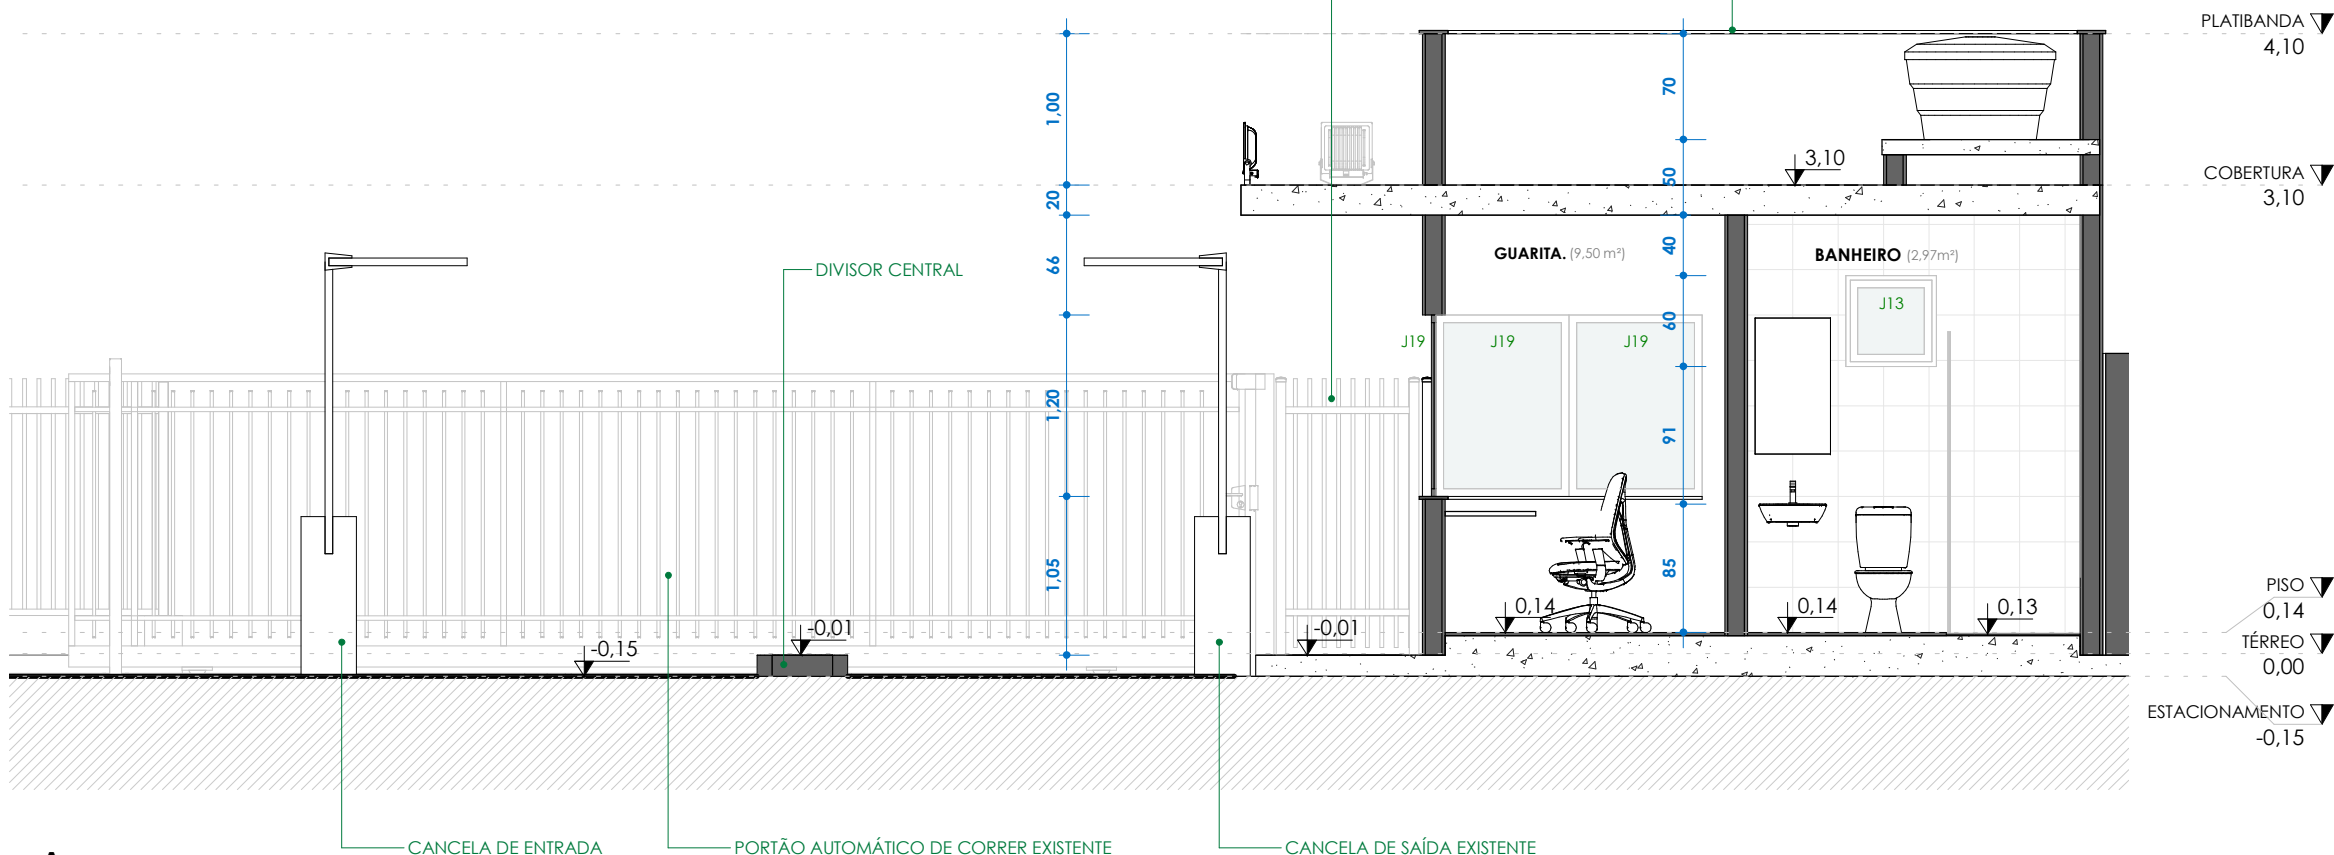 PLATIBANDA
4,10
70
1,00
3,10
COBERTURA
3,10
50
20
40
GUARITA. (9,50 m²)
BANHEIRO (2,97m²)
66
DIVISOR CENTRAL
J13
60
J19
J19
J19
1,20
91
1,05
85
PISO
0,14
0,14
0,14
0,13
-0,01
-0,01
-0,15
TÉRREO
0,00
ESTACIONAMENTO
-0,15
CANCELA DE ENTRADA
PORTÃO AUTOMÁTICO DE CORRER EXISTENTE
CANCELA DE SAÍDA EXISTENTE